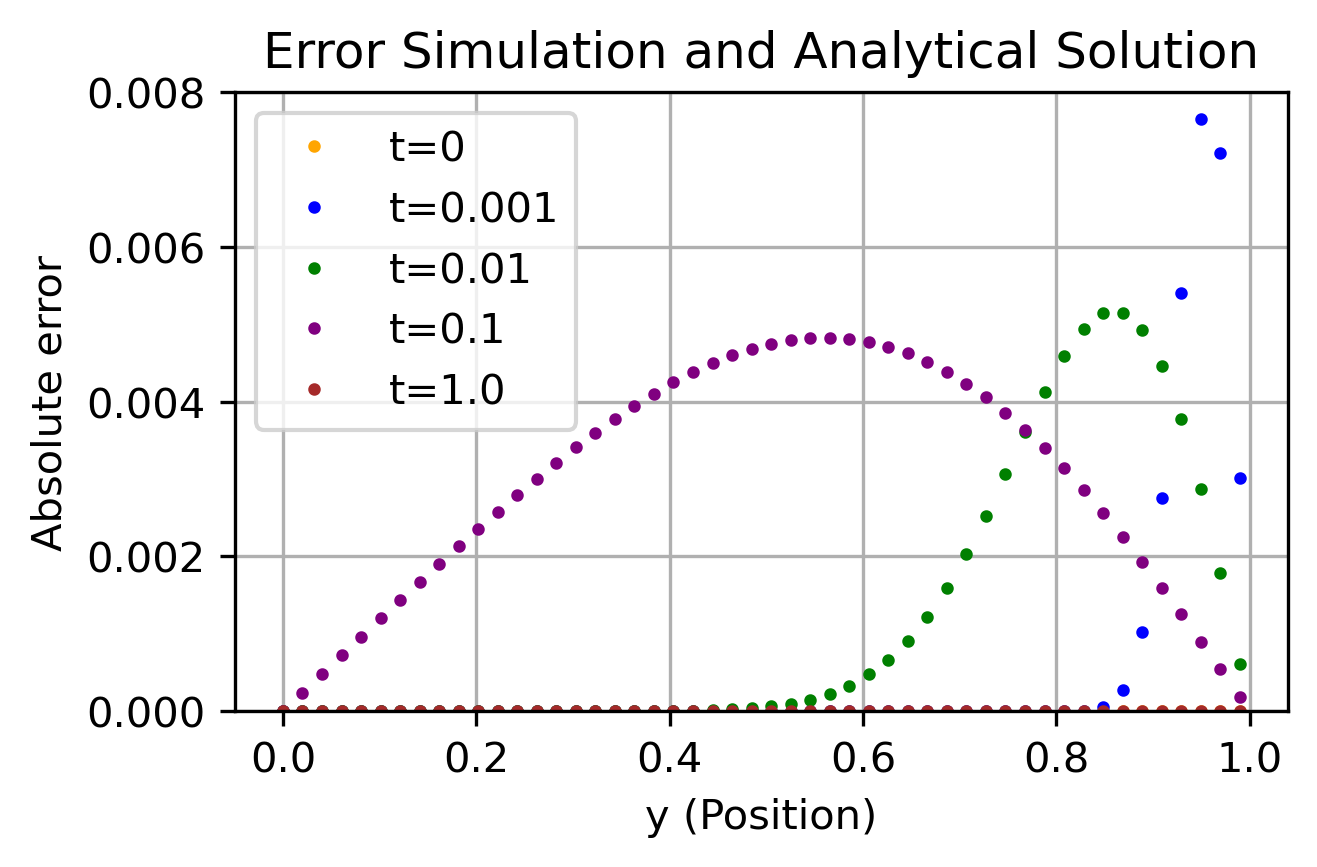 Error Simulation and Analytical Solution
0.008
0.006
0.004
0.002
0.000
Absolute error
t=0
t=0.001
t=0.01
t=0.1
t=1.0
0.0 0.2 0.4 0.6 0.8 1.0
y (Position)